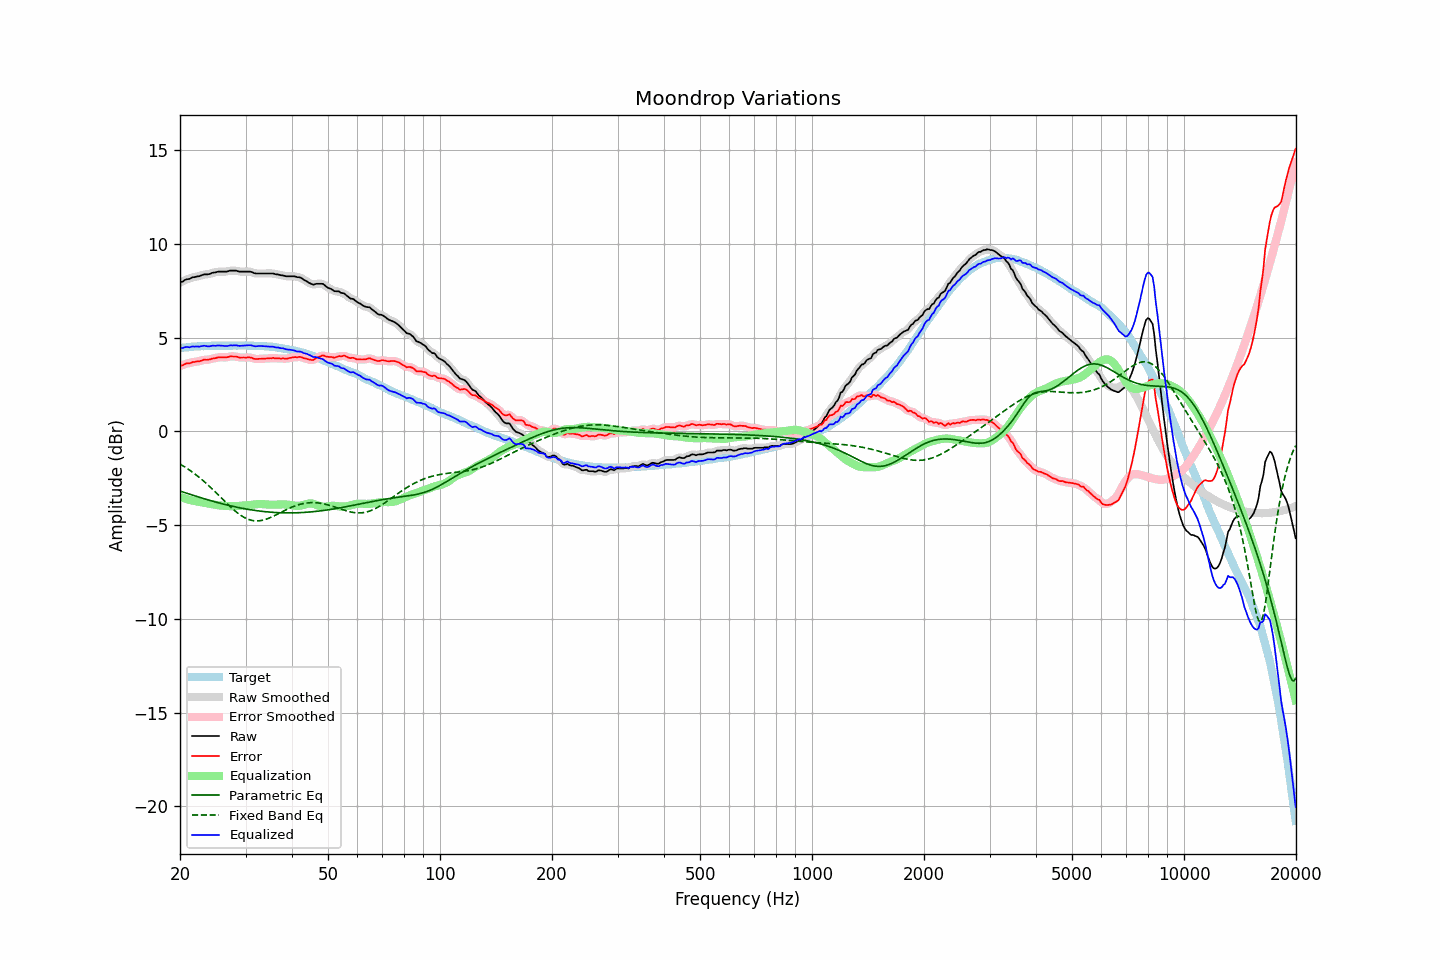 Moondrop Variations
Amplitude (dBr)
15
10
5
0
−5
−10
−15
−20
Target
Raw Smoothed
Error Smoothed
Raw
Error
Equalization
Parametric Eq
Fixed Band Eq
Equalized
20 50 100 200 500 1000 2000 5000 10000 20000
Frequency (Hz)